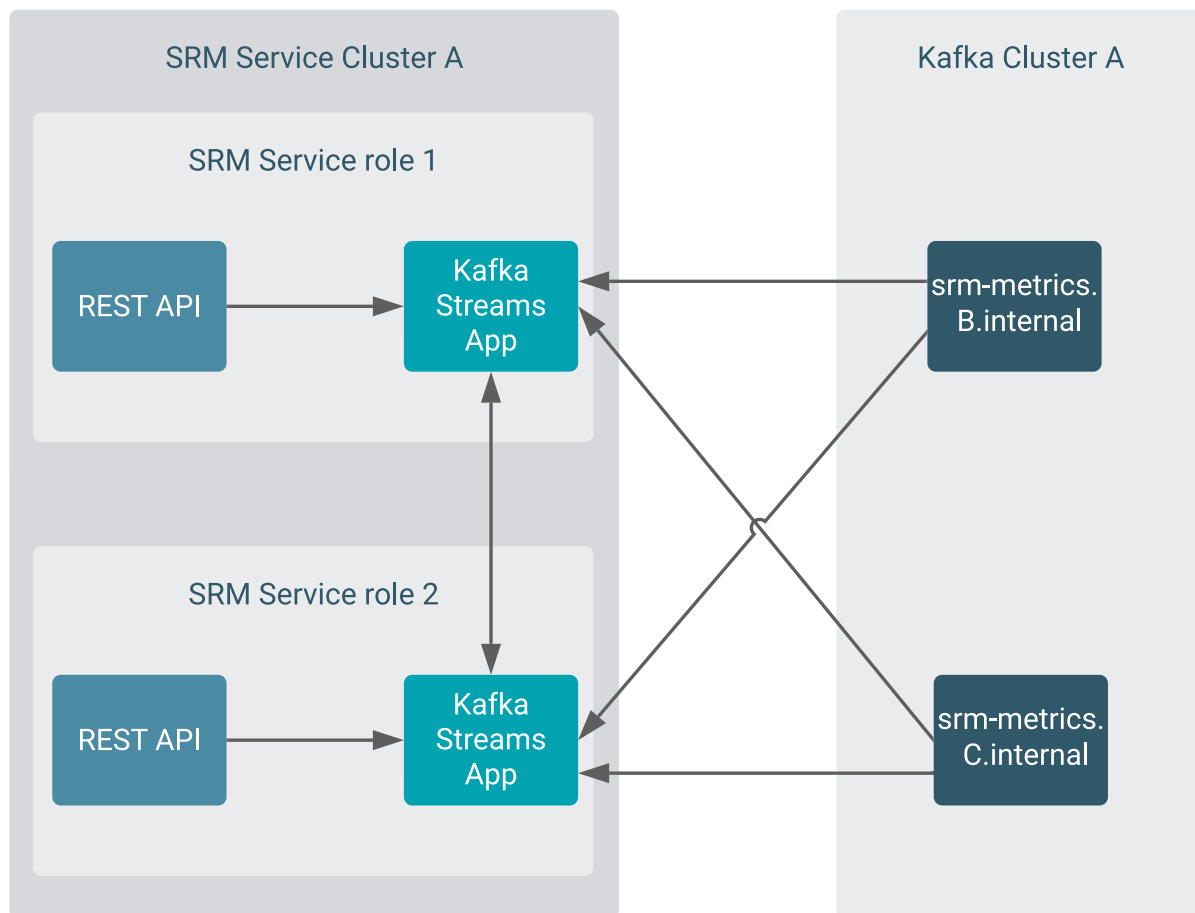 SRM Service Cluster A
Kafka Cluster A
SRM Service role 1
REST API
Kafka
Streams
App
srm-metrics.
B.internal
SRM Service role 2
REST API
Kafka
Streams
App
srm-metrics.
C.internal